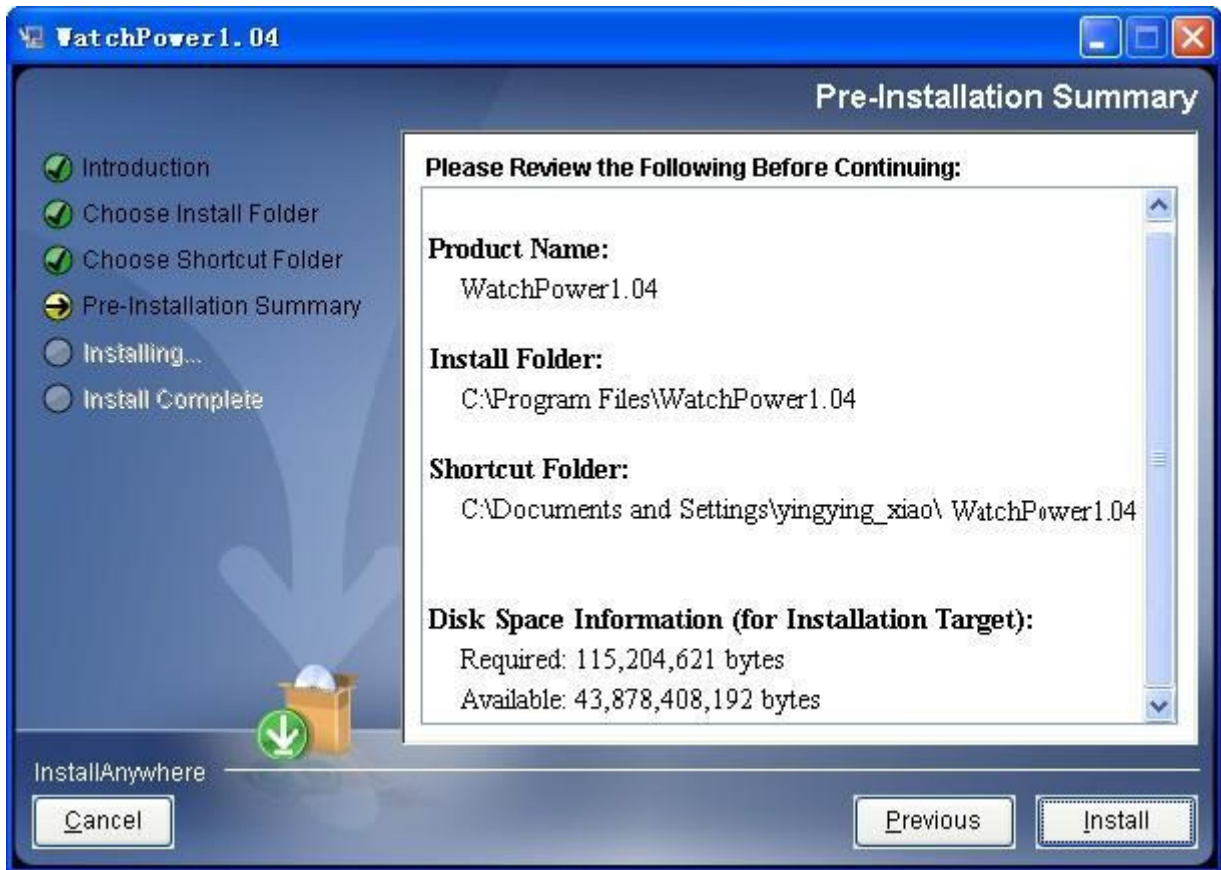 WatchPower1.04
Pre-Installation Summary
Introduction
Choose Install Folder
Choose Shortcut Folder
Pre-Installation Summary
Installing...
Install Complete
Please Review the Following Before Continuing:
Product Name:
WatchPower1.04
Install Folder:
C:\Program Files\WatchPower1.04
Shortcut Folder:
C:\Documents and Settings\yingying_xiao\ WatchPower1.04
Disk Space Information (for Installation Target):
Required: 115,204,621 bytes
Available: 43,878,408,192 bytes
InstallAnywhere
Cancel
Previous
Install